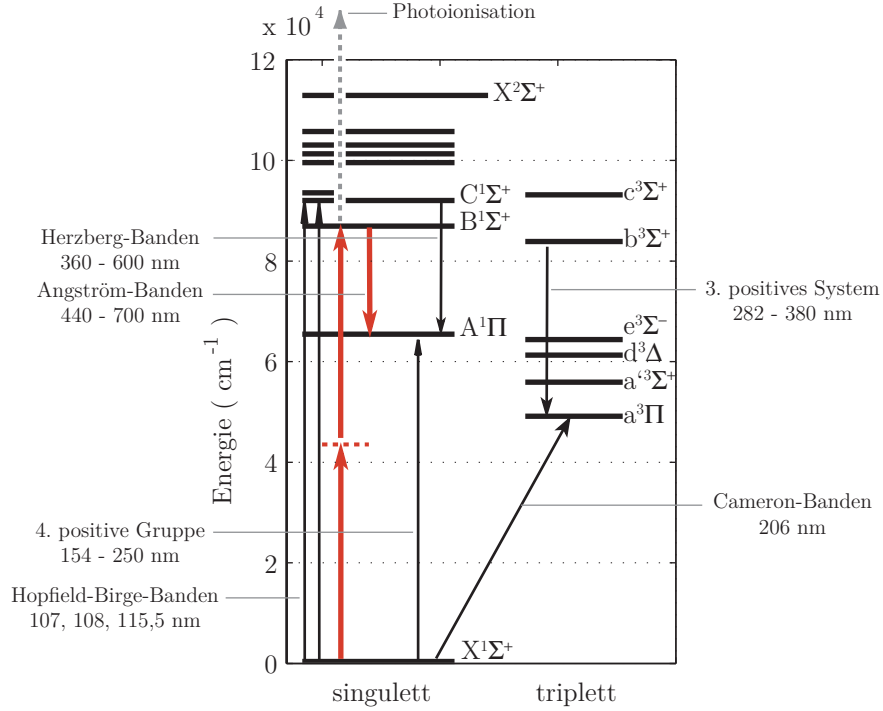 x 10⁴
Photoionisation
12
X²Σ⁺
10
C¹Σ⁺
c³Σ⁺
B¹Σ⁺
b³Σ⁺
Herzberg-Banden
360 - 600 nm
8
3. positives System
282 - 380 nm
Angström-Banden
440 - 700 nm
A¹Π
e³Σ⁻
d³Δ
6
a‘³Σ⁺
a³Π
Energie ( cm⁻¹ )
4
Cameron-Banden
206 nm
4. positive Gruppe
154 - 250 nm
2
Hopfield-Birge-Banden
107, 108, 115,5 nm
X¹Σ⁺
0
singulett
triplett